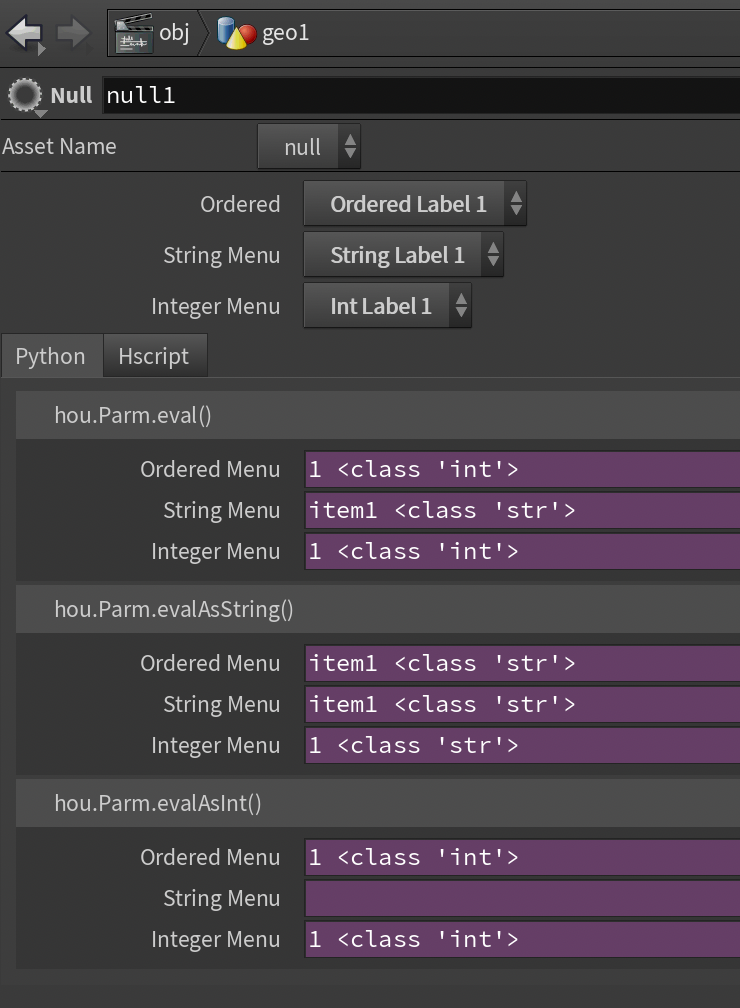 obj geo1
Null null1
Asset Name null
Ordered Ordered Label 1
String Menu String Label 1
Integer Menu Int Label 1
Python Hscript
hou.Parm.eval()
Ordered Menu 1 <class 'int'>
String Menu item1 <class 'str'>
Integer Menu 1 <class 'int'>
hou.Parm.evalAsString()
Ordered Menu item1 <class 'str'>
String Menu item1 <class 'str'>
Integer Menu 1 <class 'str'>
hou.Parm.evalAsInt()
Ordered Menu 1 <class 'int'>
String Menu
Integer Menu 1 <class 'int'>